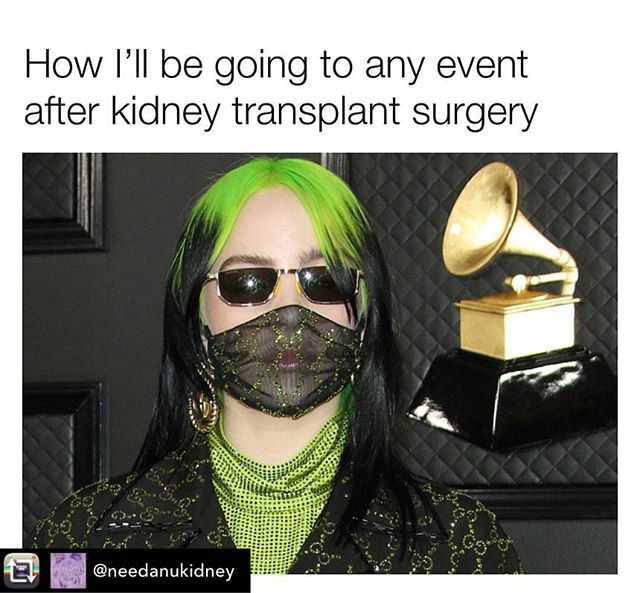 How I’ll be going to any event
after kidney transplant surgery
@needanukidney